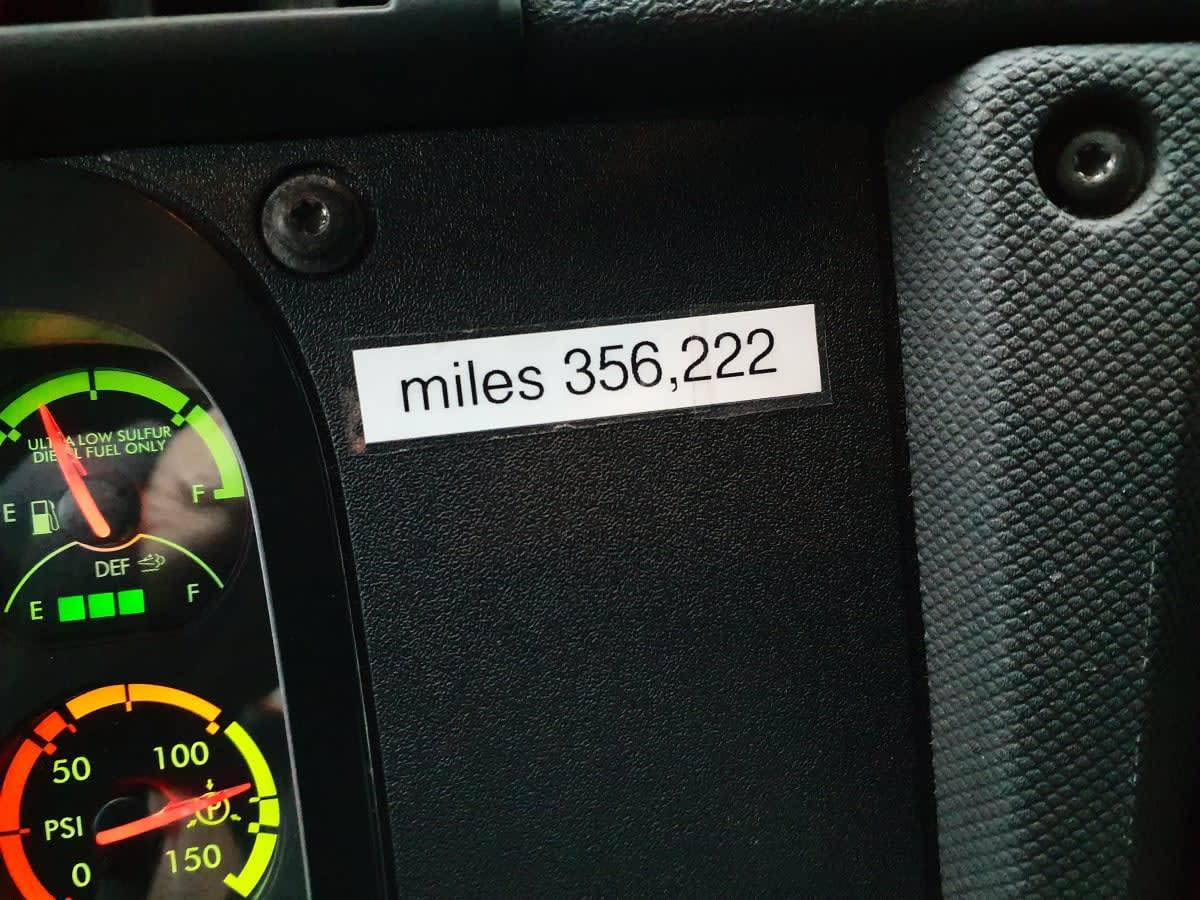 miles 356,222
ULTRA LOW SULFUR
DIESEL FUEL ONLY
E
F
DEF
E
F
50
100
PSI
P
0
150